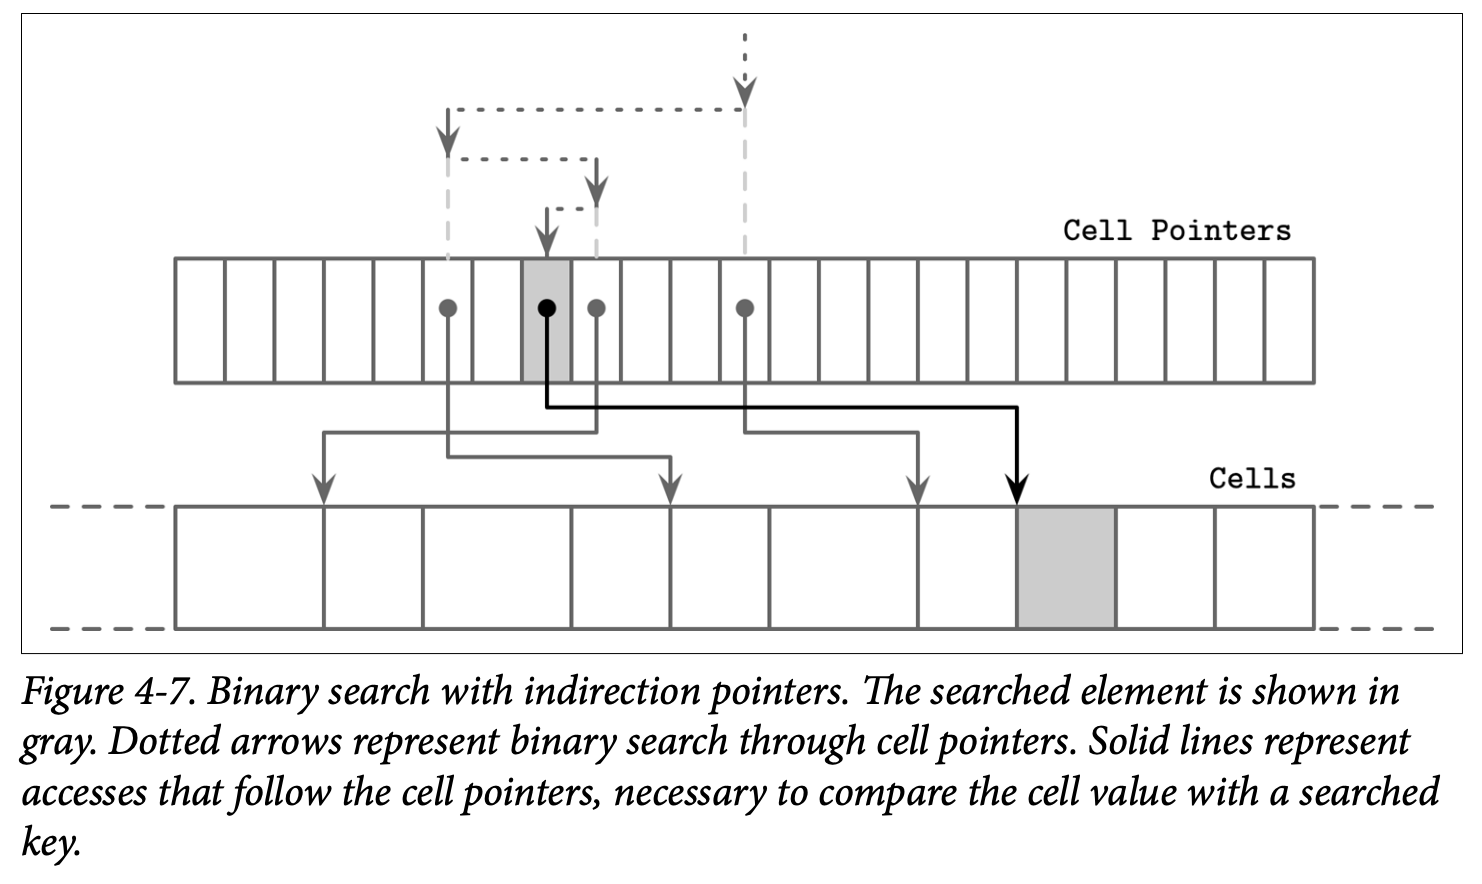 Cell Pointers
Cells
Figure 4-7. Binary search with indirection pointers. The searched element is shown in
gray. Dotted arrows represent binary search through cell pointers. Solid lines represent
accesses that follow the cell pointers, necessary to compare the cell value with a searched
key.